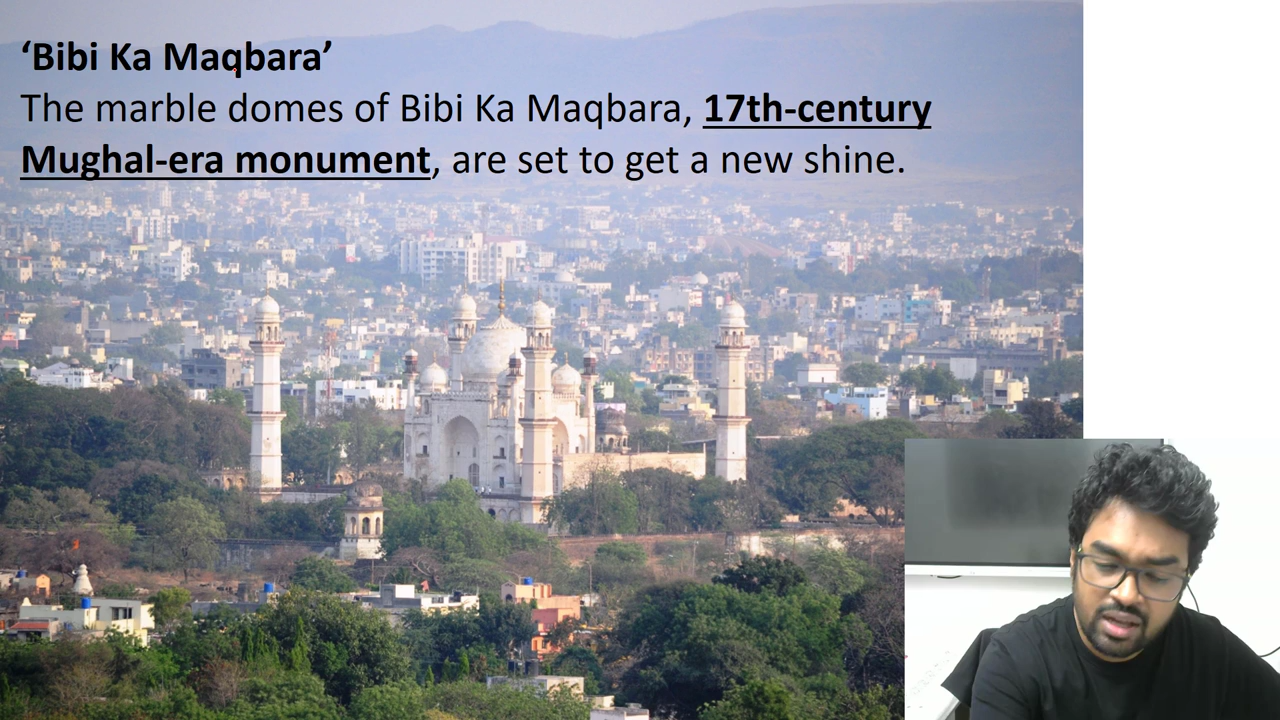 ‘Bibi Ka Maqbara’
The marble domes of Bibi Ka Maqbara, 17th-century
Mughal-era monument, are set to get a new shine.